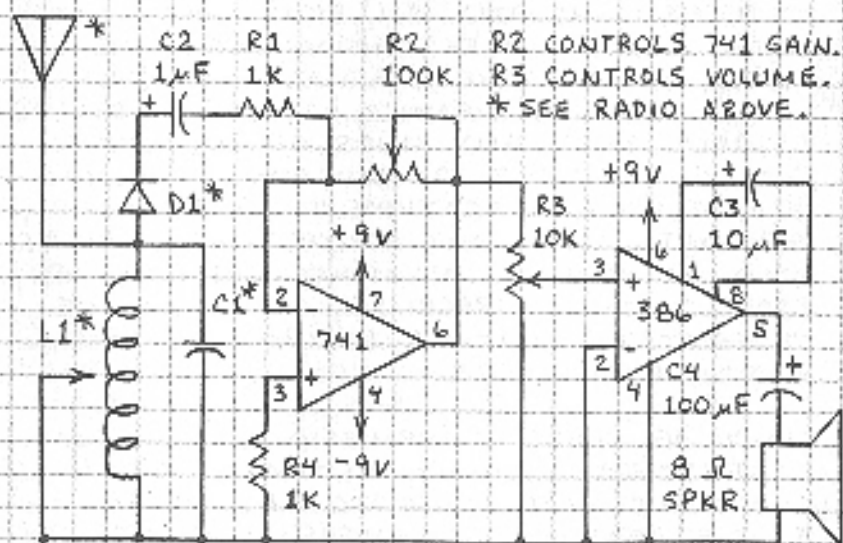 *
C2
1µF
R1
1K
R2
100K
R2 CONTROLS 741 GAIN.
R3 CONTROLS VOLUME.
* SEE RADIO ABOVE.
+
D1*
+9V
R3
10K
+9V
+
C3
10µF
L1*
C1*
2
-
7
741
6
3
+
4
-9V
R4
1K
3
+
6
1
8
386
5
2
-
4
C4
100µF
+
8 Ω
SPKR